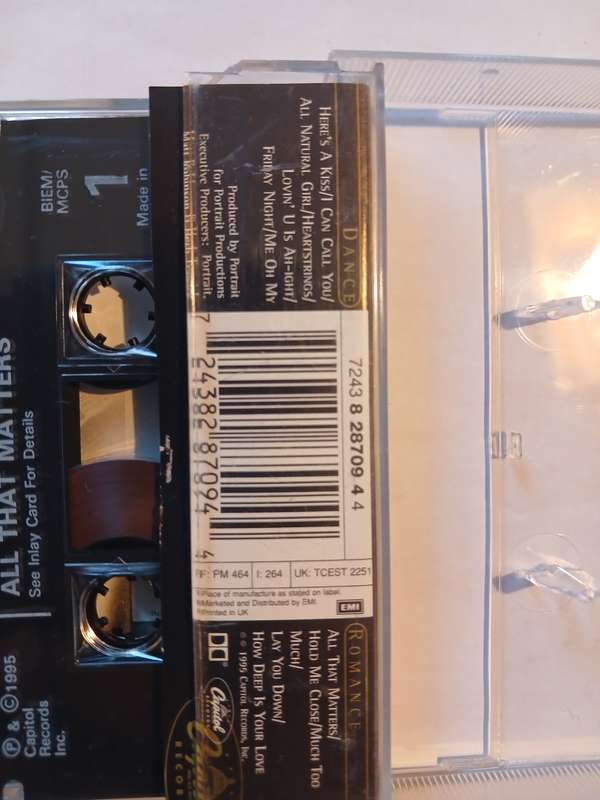 BIEM/
MCPS
1
Made in
ALL THAT MATTERS
See Inlay Card For Details
Ⓟ & ©1995
Capitol
Records
Inc.
DANCE
HERE'S A KISS/I CAN CALL YOU/
ALL NATURAL GIRL/HEARTSTRINGS/
LOVIN' U IS AH-IGHT/
FRIDAY NIGHT/ME OH MY
Produced by Portrait
for Portrait Productions
Executive Producers: Portrait,
7243 8 28709 4 4
7 24382 87094 4
PM 464 I: 264 UK: TCEST 2251
Place of manufacture as stated on label.
Marketed and Distributed by EMI.
Printed in UK
EMI
ROMANCE
ALL THAT MATTERS/
HOLD ME CLOSE/MUCH TOO
MUCH/
LAY YOU DOWN/
HOW DEEP IS YOUR LOVE
1995 CAPITOL RECORDS, INC.
Capitol